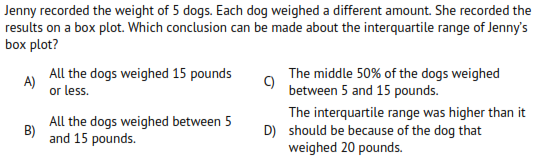 Jenny recorded the weight of 5 dogs. Each dog weighed a different amount. She recorded the
results on a box plot. Which conclusion can be made about the interquartile range of Jenny's
box plot?
A) All the dogs weighed 15 pounds
or less.
B) All the dogs weighed between 5
and 15 pounds.
C) The middle 50% of the dogs weighed
between 5 and 15 pounds.
D) The interquartile range was higher than it
should be because of the dog that
weighed 20 pounds.